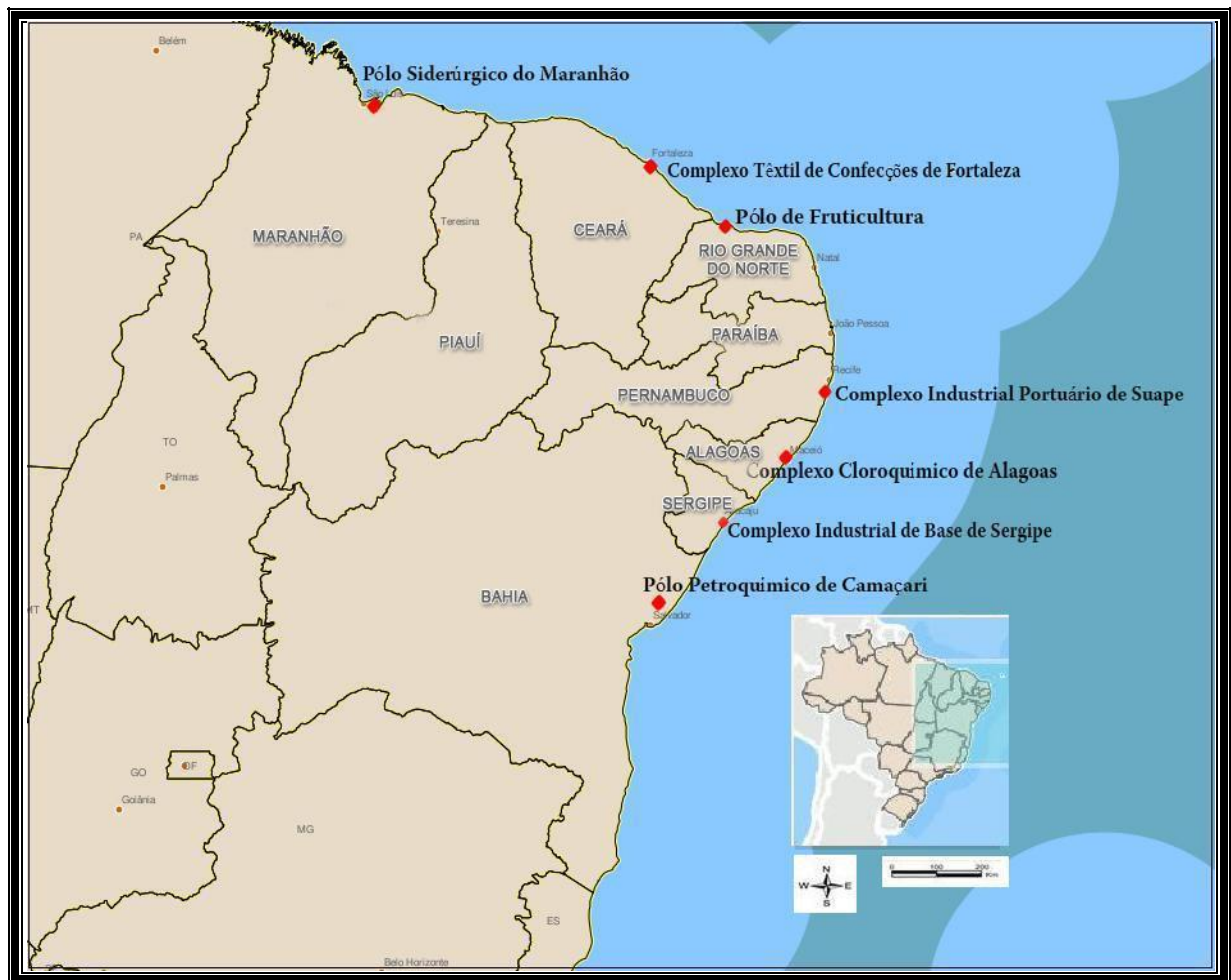 Belém
Pólo Siderúrgico do Maranhão
Fortaleza
Complexo Têxtil de Confecções de Fortaleza
Pólo de Fruticultura
Teresina
CEARÁ
PA
MARANHÃO
RIO GRANDE
DO NORTE
Natal
João Pessoa
PARAÍBA
PIAUÍ
Recife
PERNAMBUCO
Complexo Industrial Portuário de Suape
TO
ALAGOAS
Maceió
Complexo Cloroquímico de Alagoas
Palmas
SERGIPE
Complexo Industrial de Base de Sergipe
Pólo Petroquímico de Camaçari
BAHIA
MT
Salvador
GO
DF
Goiânia
MG
N
W E
S
0 100 200
Km
ES
Belo Horizonte